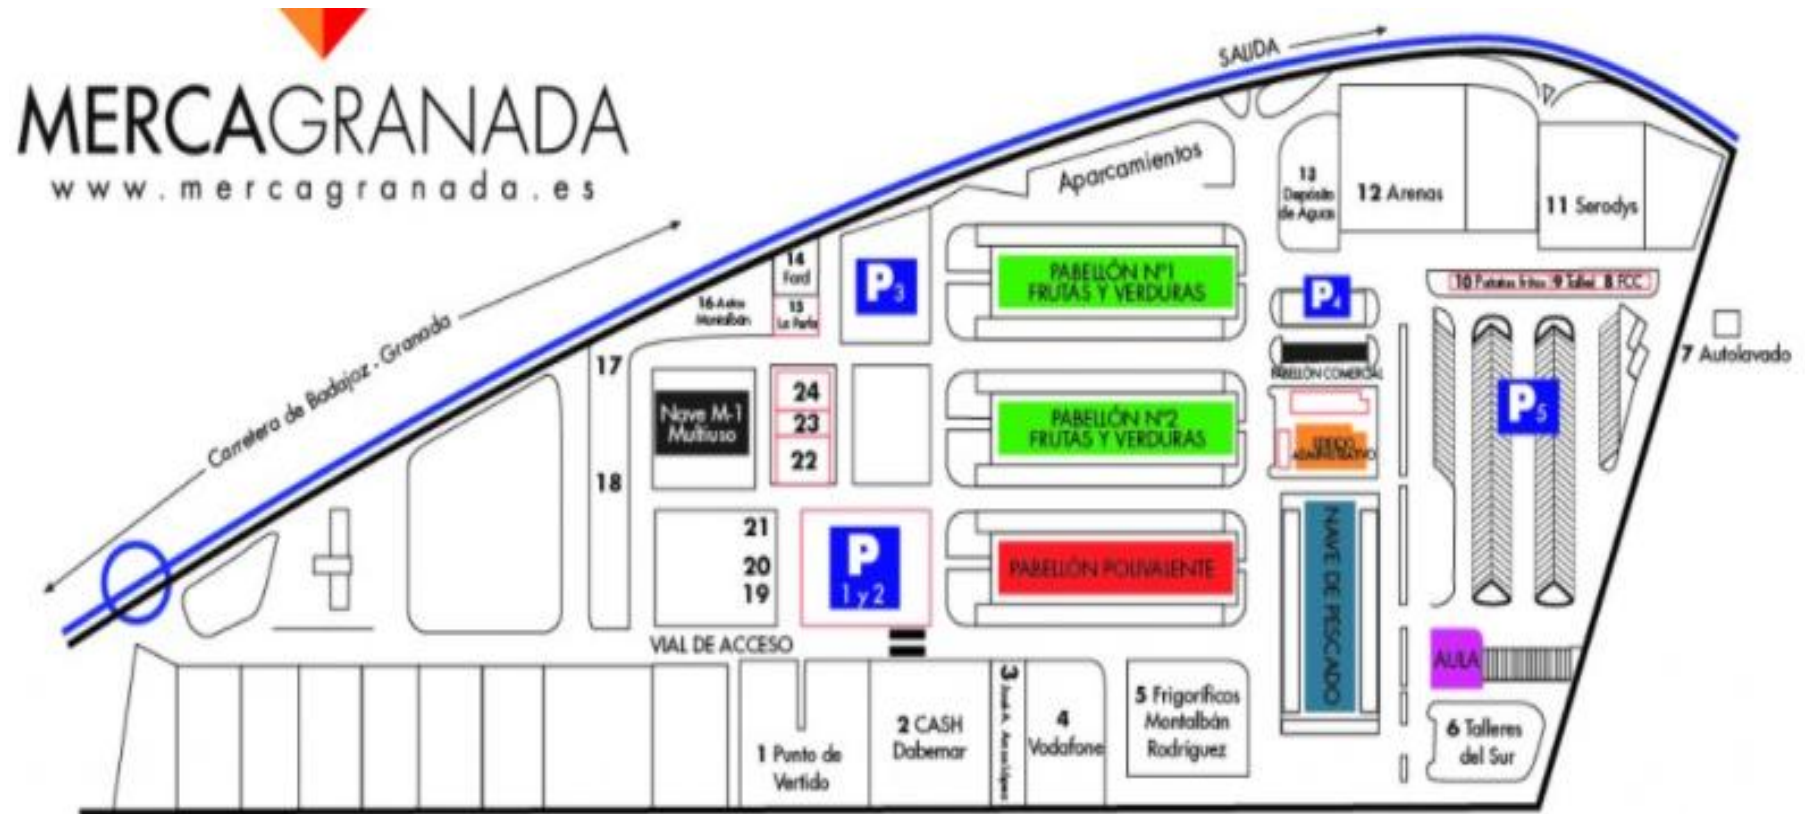 MERCAGRANADA
www.mercagranada.es
SALIDA
Carretera de Badajoz - Granada
Aparcamientos
13
Depósito
de Aguas
12 Arenas
11 Serodys
14
Ford
16
Montalbán
15
La Parla
P3
PABELLÓN Nº1
FRUTAS Y VERDURAS
P4
10 Patatas fritas 9 Taller 8 FCC
7 Autolavado
PABELLÓN COMERCIAL
17
18
Nave M-1
Multiuso
24
23
22
PABELLÓN Nº2
FRUTAS Y VERDURAS
EDIFICIO
ADMINISTRATIVO
P5
21
20
19
P
1 y 2
PABELLÓN POLIVALENTE
NAVE DE PESCADO
VIAL DE ACCESO
AULA
1 Punto de
Vertido
2 CASH
Dabemar
3 José A.
4
Vodafone
5 Frigoríficos
Montalbán
Rodríguez
6 Talleres
del Sur